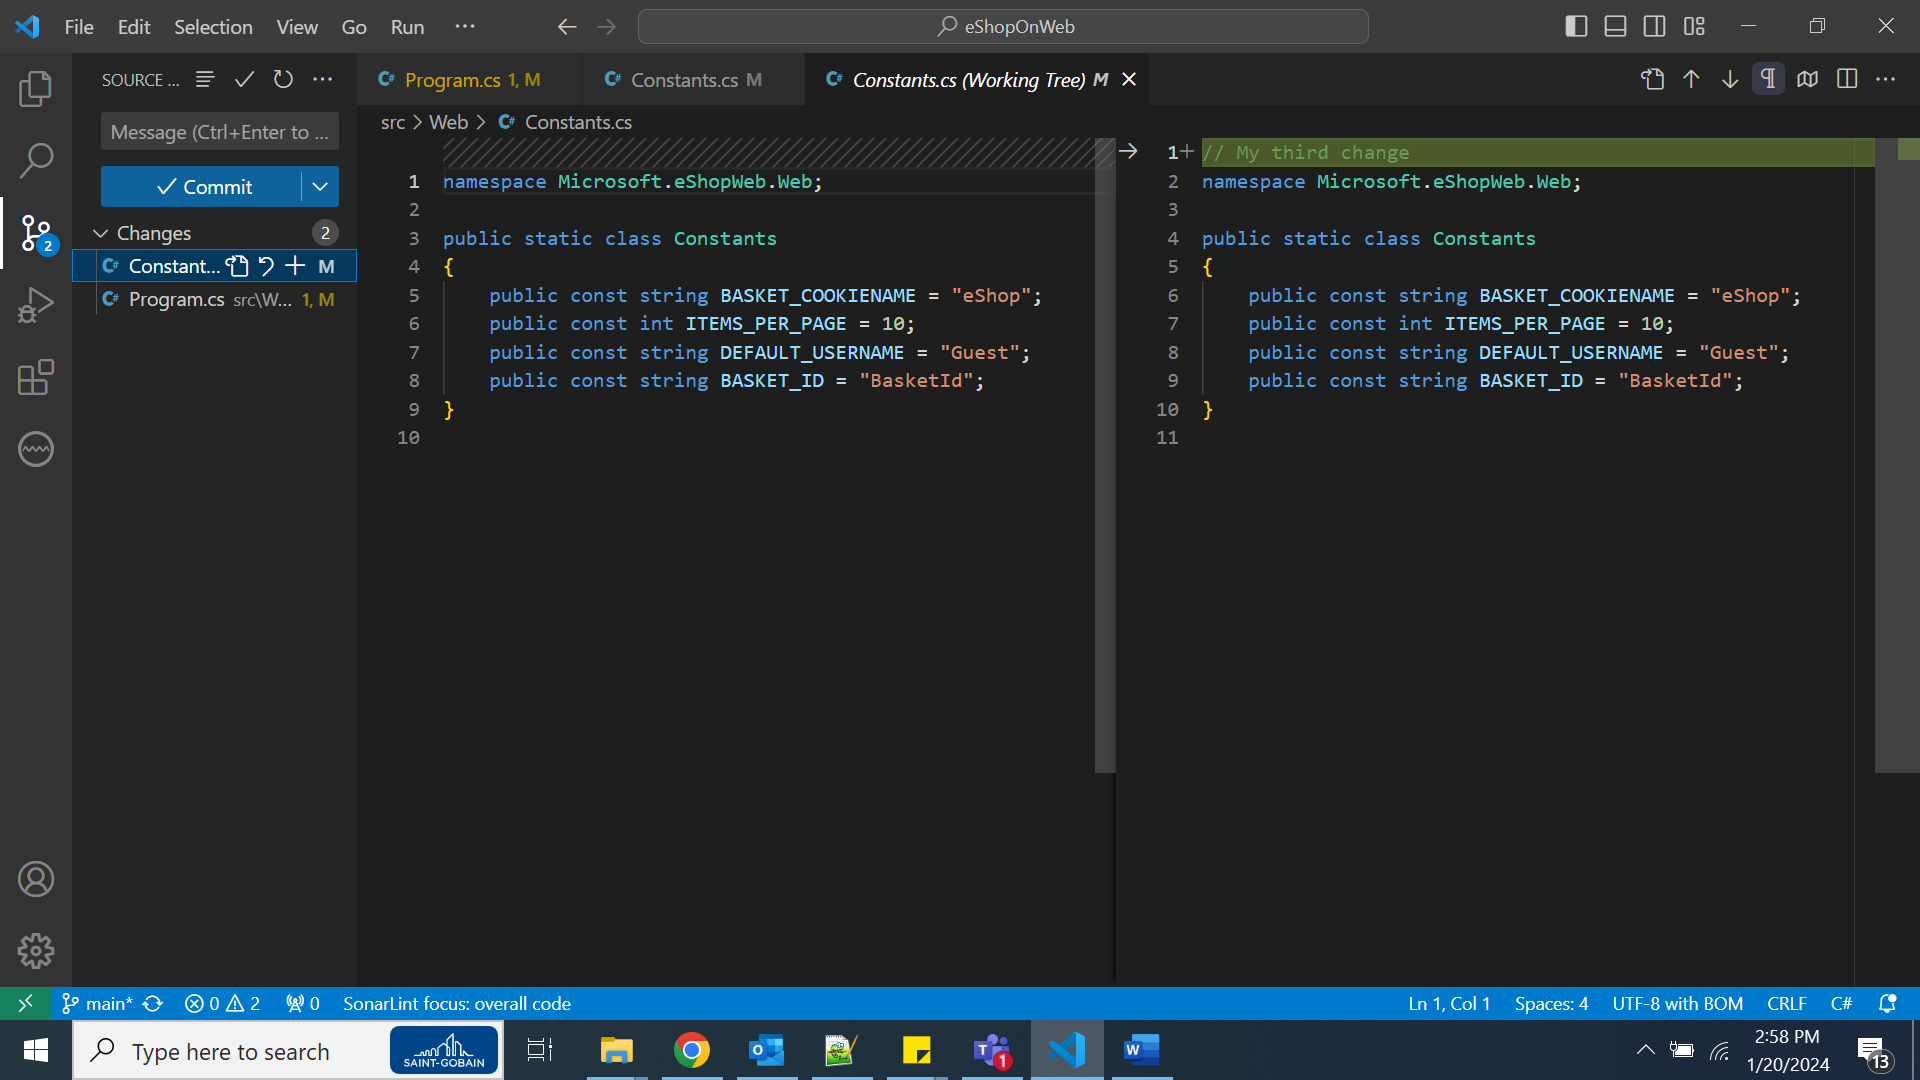 File Edit Selection View Go Run ···
eShopOnWeb
SOURCE ...
Program.cs 1, M
Constants.cs M
Constants.cs (Working Tree) M
src > Web > C# Constants.cs
Message (Ctrl+Enter to ...
Commit
Changes 2
2
C# Constant... M
C# Program.cs src\W... 1, M
1 namespace Microsoft.eShopWeb.Web;
2
3 public static class Constants
4 {
5 public const string BASKET_COOKIENAME = "eShop";
6 public const int ITEMS_PER_PAGE = 10;
7 public const string DEFAULT_USERNAME = "Guest";
8 public const string BASKET_ID = "BasketId";
9 }
10
1+ // My third change
2 namespace Microsoft.eShopWeb.Web;
3
4 public static class Constants
5 {
6 public const string BASKET_COOKIENAME = "eShop";
7 public const int ITEMS_PER_PAGE = 10;
8 public const string DEFAULT_USERNAME = "Guest";
9 public const string BASKET_ID = "BasketId";
10 }
11
main* 0 2 0 SonarLint focus: overall code
Ln 1, Col 1 Spaces: 4 UTF-8 with BOM CRLF C#
Type here to search
SAINT-GOBAIN
1
2:58 PM
1/20/2024
13